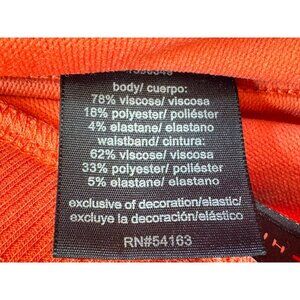 body/ cuerpo:
78% viscose/ viscosa
18% polyester/ poliéster
4% elastane/ elastano
waistband/ cintura:
62% viscose/ viscosa
33% polyester/ poliéster
5% elastane/ elastano
exclusive of decoration/elastic/
excluye la decoración/elástico
RN#54163